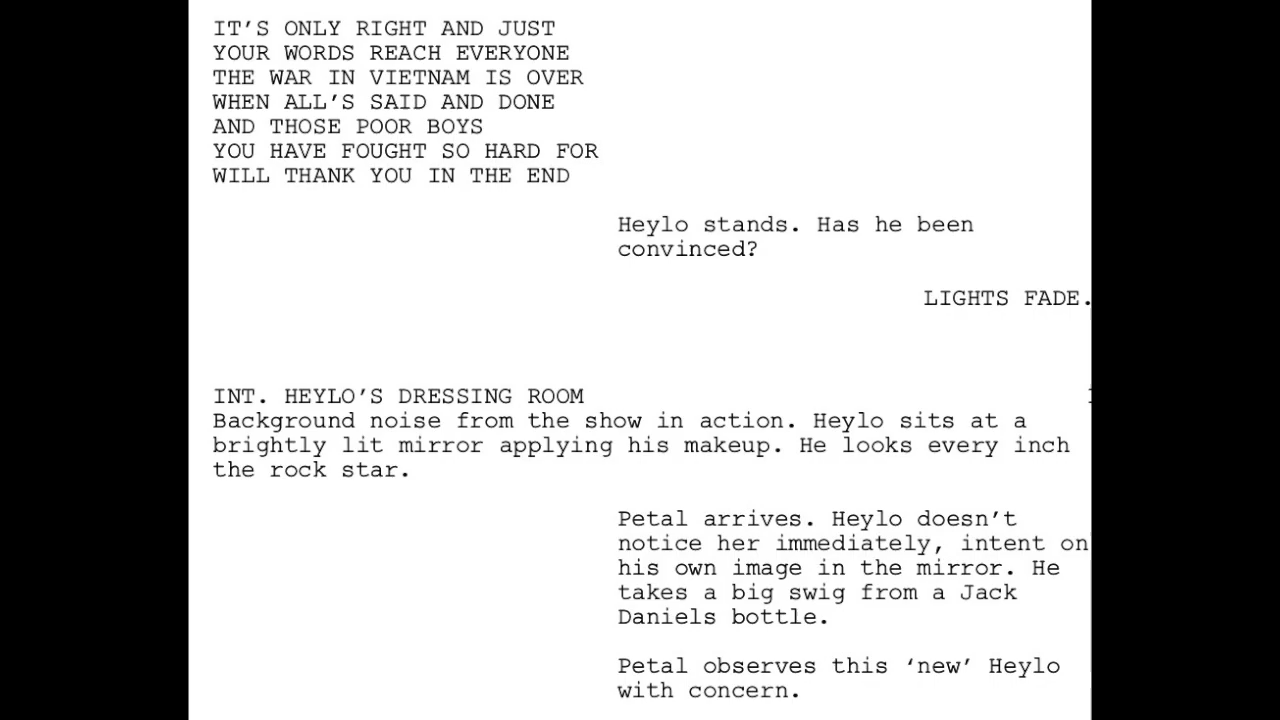 IT’S ONLY RIGHT AND JUST
YOUR WORDS REACH EVERYONE
THE WAR IN VIETNAM IS OVER
WHEN ALL’S SAID AND DONE
AND THOSE POOR BOYS
YOU HAVE FOUGHT SO HARD FOR
WILL THANK YOU IN THE END
Heylo stands. Has he been
convinced?
LIGHTS FADE.
INT. HEYLO’S DRESSING ROOM
Background noise from the show in action. Heylo sits at a
brightly lit mirror applying his makeup. He looks every inch
the rock star.
Petal arrives. Heylo doesn’t
notice her immediately, intent on
his own image in the mirror. He
takes a big swig from a Jack
Daniels bottle.
Petal observes this ‘new’ Heylo
with concern.